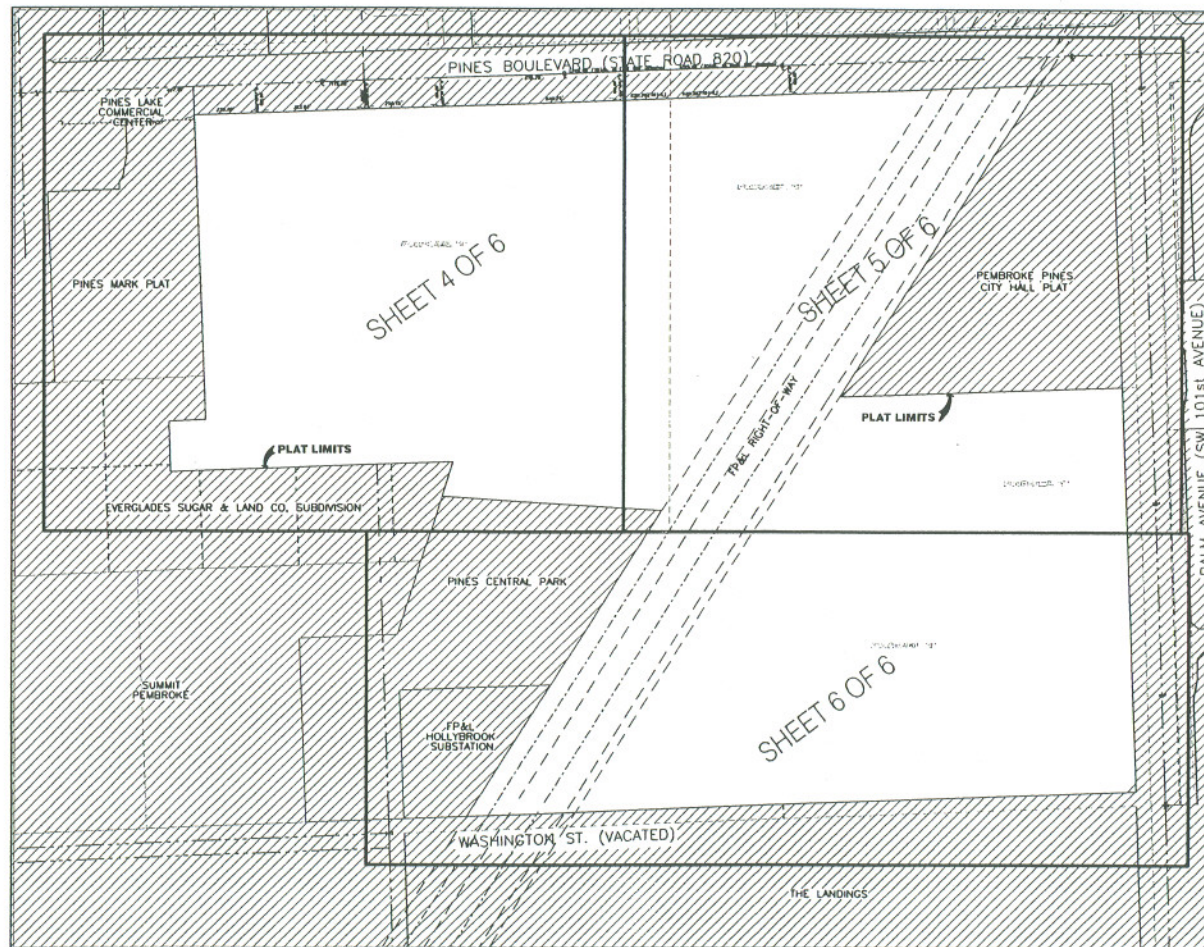 PINES BOULEVARD (STATE ROAD 820)
PINES LAKE
COMMERCIAL
CENTER
SHEET 4 OF 6
SHEET 5 OF 6
PINES MARK PLAT
PEMBROKE PINES
CITY HALL PLAT
PALM AVENUE (SW 101st AVENUE)
FP&L RIGHT-OF-WAY
PLAT LIMITS
PLAT LIMITS
EVERGLADES SUGAR & LAND CO. SUBDIVISION
PINES CENTRAL PARK
SUMMIT
PEMBROKE
FP&L
HOLLYBROOK
SUBSTATION
SHEET 6 OF 6
WASHINGTON ST. (VACATED)
THE LANDINGS